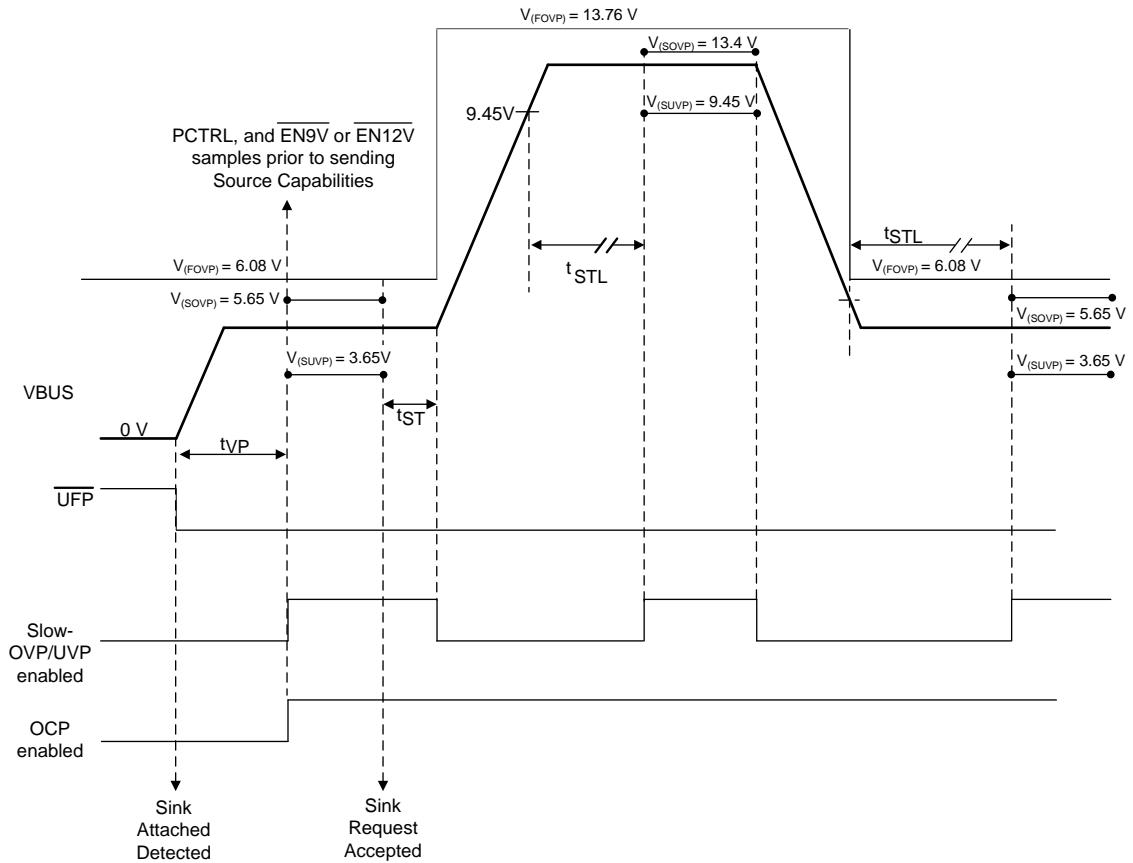 V(FOVP) = 13.76 V
V(SOVP) = 13.4 V
9.45V
V(SUVP) = 9.45 V
PCTRL, and EN9V or EN12V
samples prior to sending
Source Capabilities
tSTL
tSTL
V(FOVP) = 6.08 V
V(FOVP) = 6.08 V
V(SOVP) = 5.65 V
V(SOVP) = 5.65 V
V(SUVP) = 3.65V
V(SUVP) = 3.65 V
VBUS
tST
0 V
tVP
UFP
Slow-
OVP/UVP
enabled
OCP
enabled
Sink
Attached
Detected
Sink
Request
Accepted